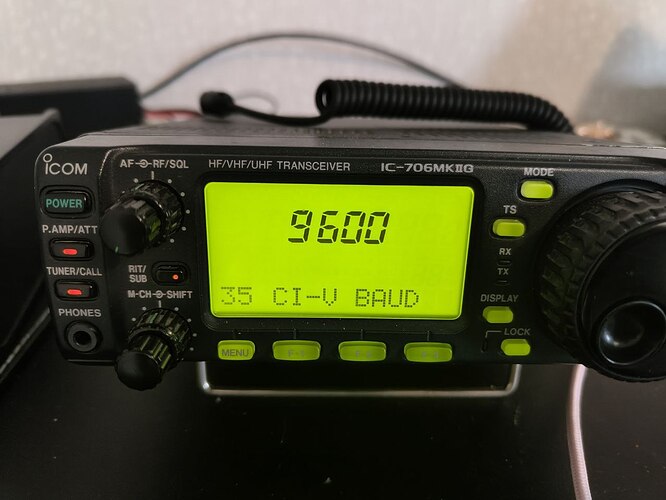 ICOM
AF RF/SQL
HF/VHF/UHF TRANSCEIVER
IC-706MKIIG
MODE
POWER
P.AMP/ATT
TUNER/CALL
PHONES
RIT/
SUB
M-CH SHIFT
9600
35 CI-V BAUD
TS
RX
TX
DISPLAY
LOCK
MENU